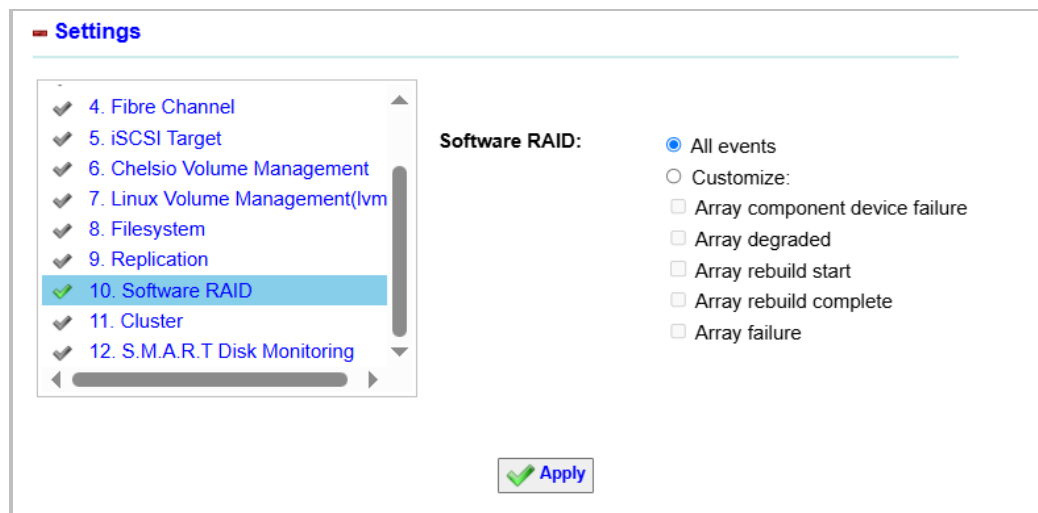 Settings
4. Fibre Channel
5. iSCSI Target
6. Chelsio Volume Management
7. Linux Volume Management(lvm
8. Filesystem
9. Replication
10. Software RAID
11. Cluster
12. S.M.A.R.T Disk Monitoring
Software RAID:
All events
Customize:
Array component device failure
Array degraded
Array rebuild start
Array rebuild complete
Array failure
Apply